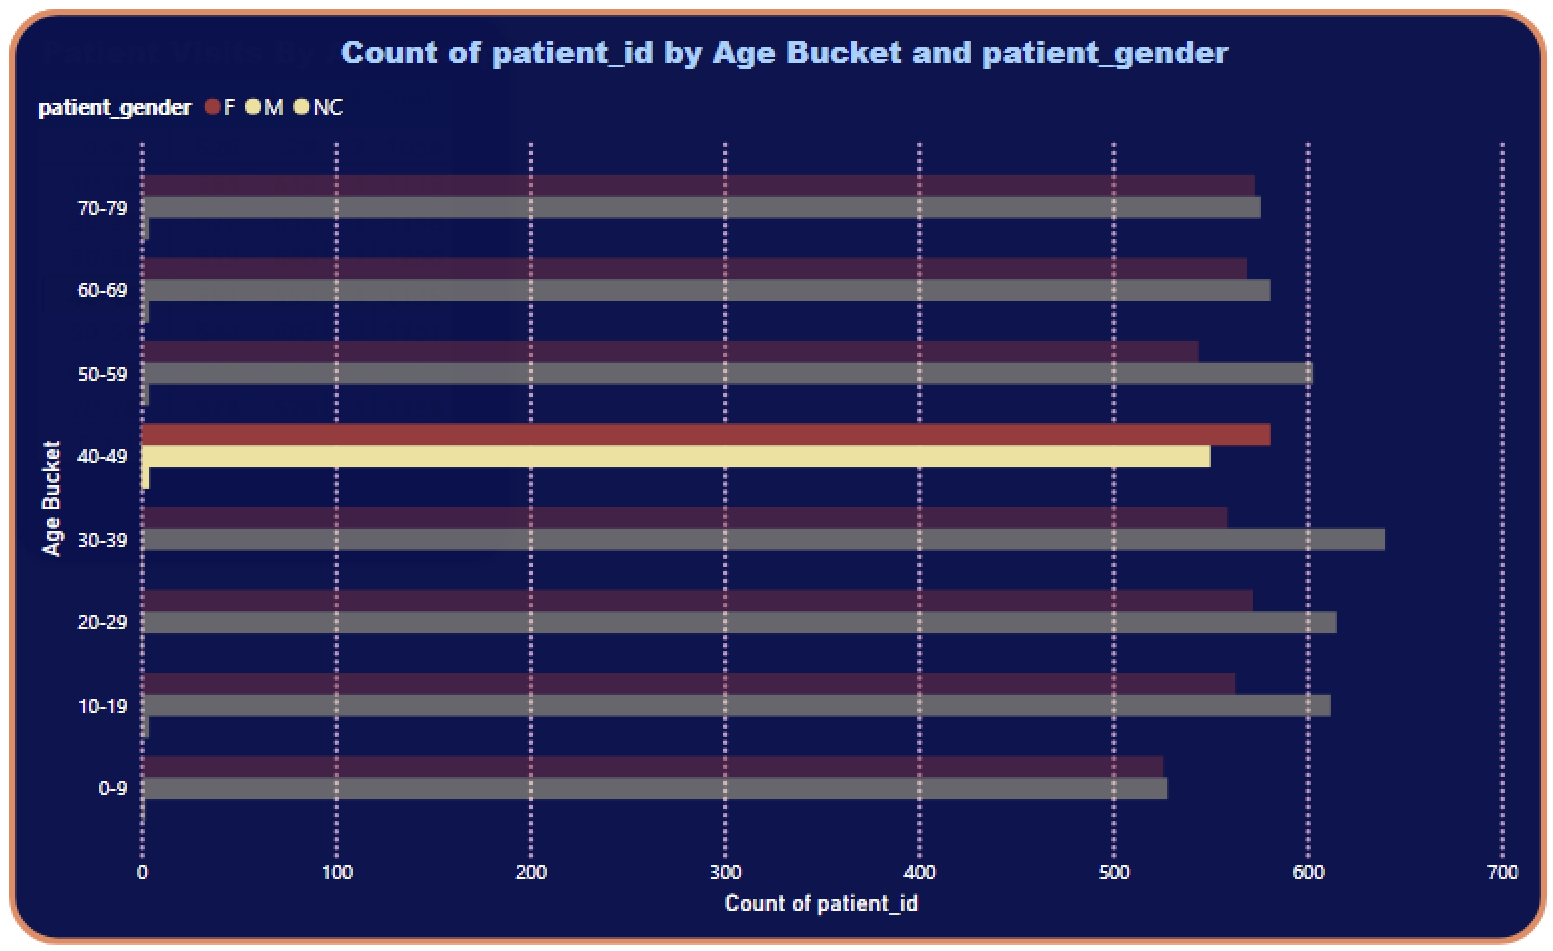 Count of patient_id by Age Bucket and patient_gender
patient_gender F M NC
Age Bucket
70-79
60-69
50-59
40-49
30-39
20-29
10-19
0-9
0 100 200 300 400 500 600 700
Count of patient_id